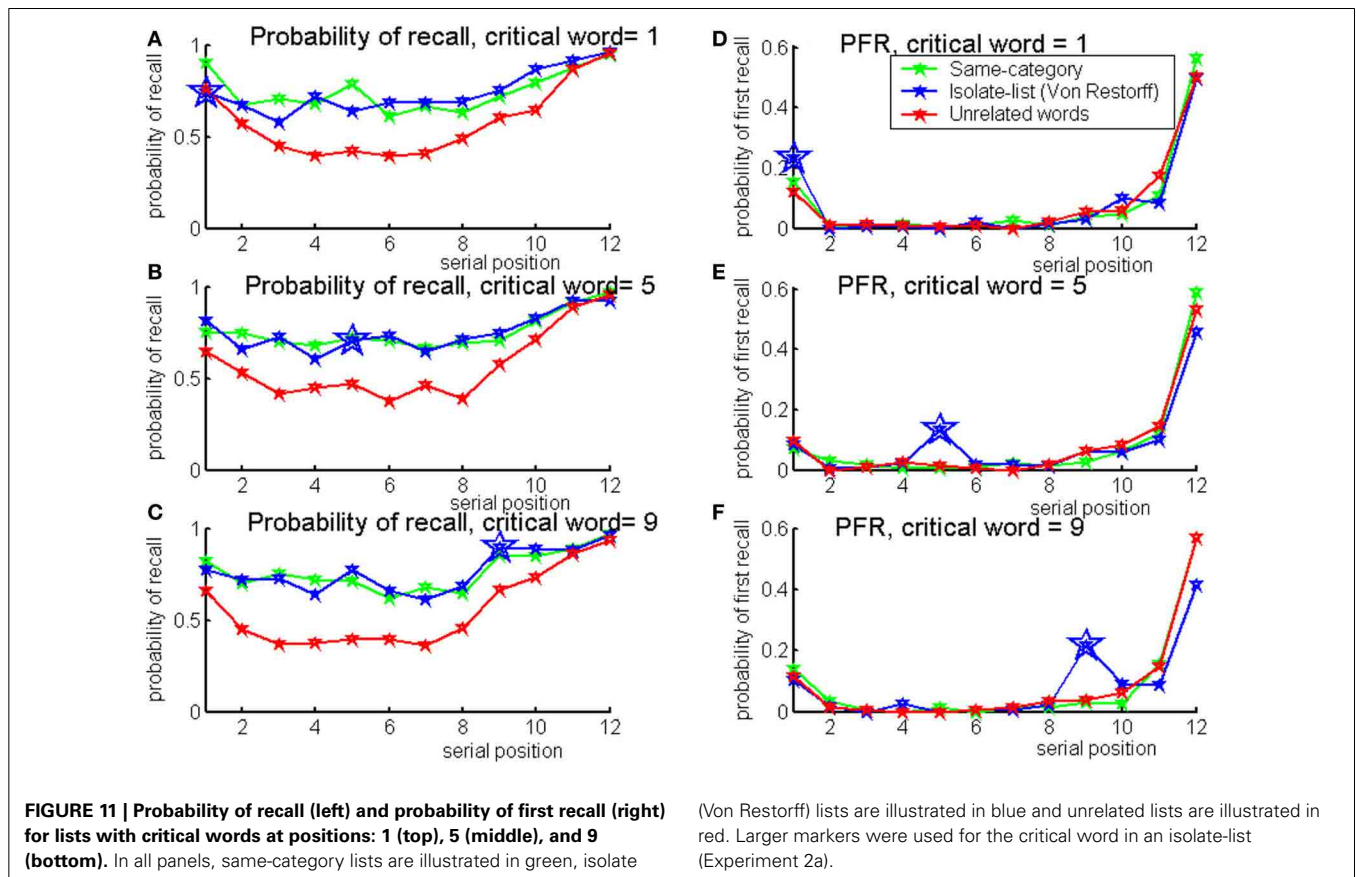 A
Probability of recall, critical word= 1
probability of recall
1
0.5
0
2 4 6 8 10 12
serial position
B
Probability of recall, critical word= 5
probability of recall
1
0.5
0
2 4 6 8 10 12
serial position
C
Probability of recall, critical word= 9
probability of recall
1
0.5
0
2 4 6 8 10 12
serial position
D
PFR, critical word = 1
Same-category
Isolate-list (Von Restorff)
Unrelated words
probability of first recall
0.6
0.4
0.2
0
2 4 6 8 10 12
serial position
E
PFR, critical word = 5
probability of first recall
0.6
0.4
0.2
0
2 4 6 8 10 12
serial position
F
PFR, critical word = 9
probability of first recall
0.6
0.4
0.2
0
2 4 6 8 10 12
serial position
FIGURE 11 | Probability of recall (left) and probability of first recall (right)
for lists with critical words at positions: 1 (top), 5 (middle), and 9
(bottom). In all panels, same-category lists are illustrated in green, isolate
(Von Restorff) lists are illustrated in blue and unrelated lists are illustrated in
red. Larger markers were used for the critical word in an isolate-list
(Experiment 2a).